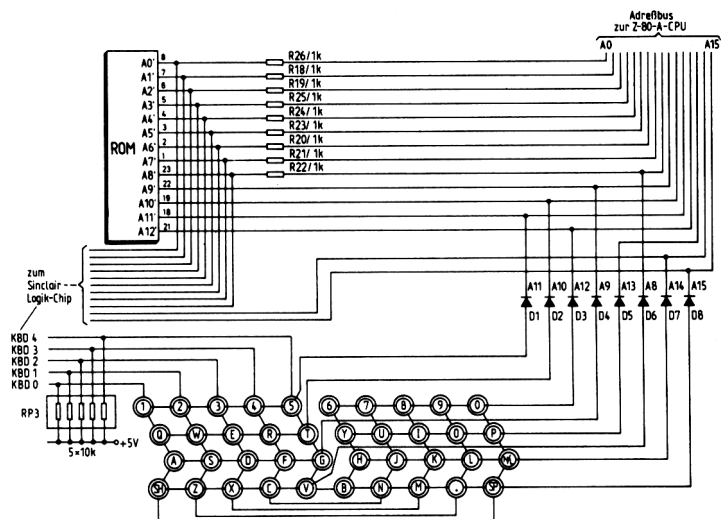 Adreßbus
zur Z-80-A-CPU
A0 A15
ROM
A0' 8 R26/1k
A1' 7 R18/1k
A2' 6 R19/1k
A3' 5 R25/1k
A4' 4 R24/1k
A5' 3 R23/1k
A6' 2 R20/1k
A7' 1 R21/1k
A8' 23 R22/1k
A9' 22
A10' 19
A11' 18
A12' 21
zum
Sinclair
Logik-Chip
A11 A10 A12 A9 A13 A8 A14 A15
D1 D2 D3 D4 D5 D6 D7 D8
KBD 4
KBD 3
KBD 2
KBD 1
KBD 0
RP3
5×10k +5V
1 2 3 4 5 6 7 8 9 0
Q W E R T Y U I O P
A S D F G H J K L NL
SH Z X C V B N M . SP